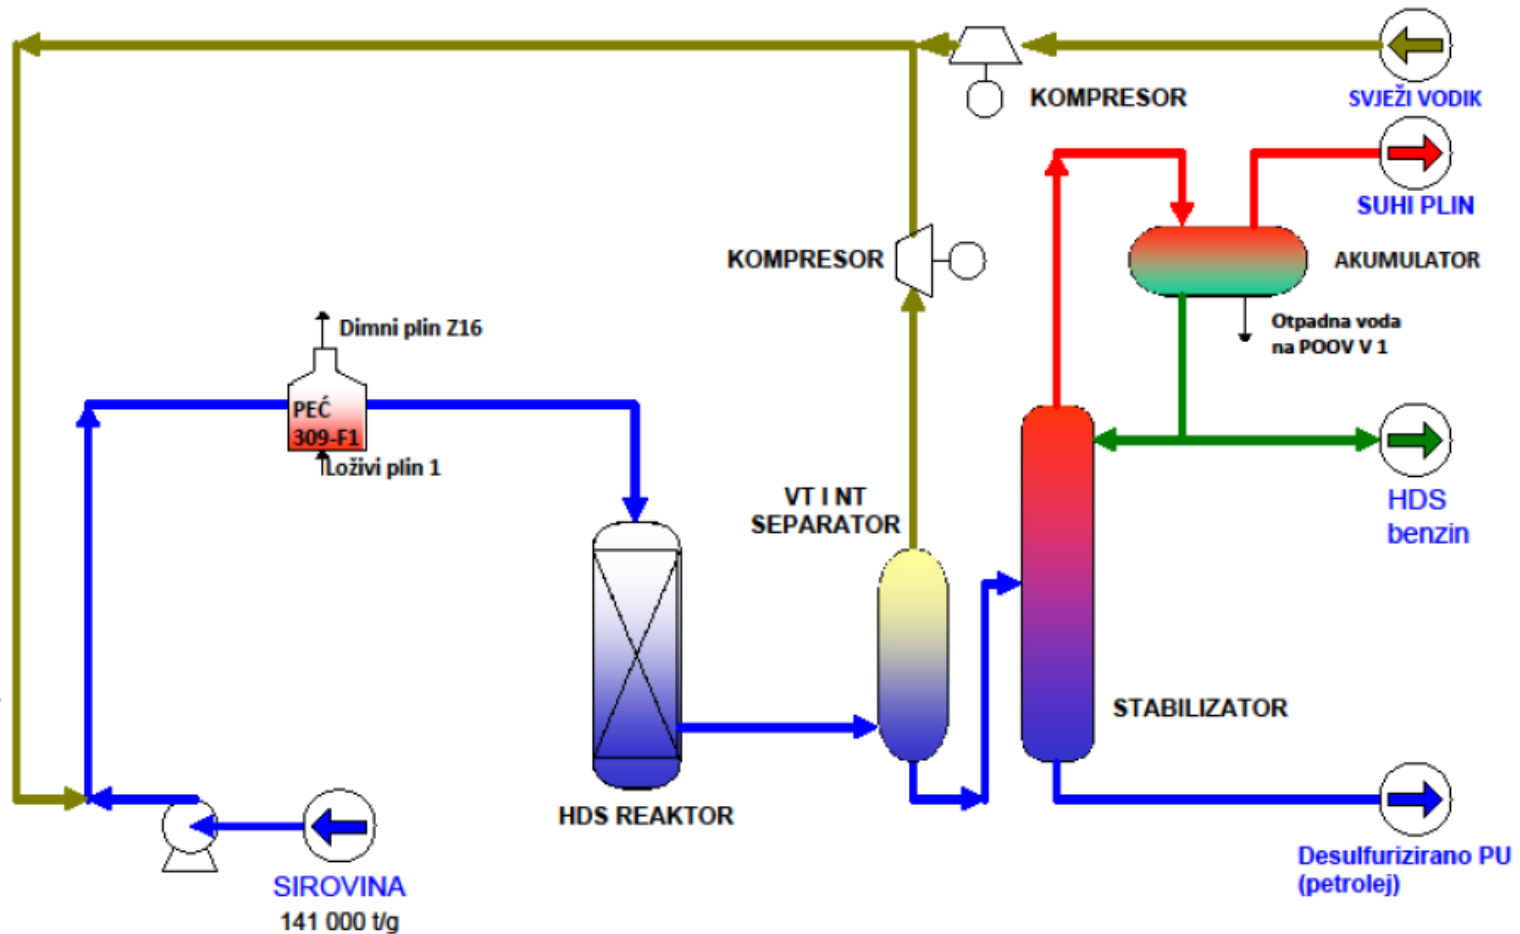 KOMPRESOR
SVJEŽI VODIK
SUHI PLIN
KOMPRESOR
AKUMULATOR
Dimni plin Z16
Otpadna voda
na POOV V 1
PEĆ
309-F1
Loživi plin 1
VT I NT
SEPARATOR
HDS
benzin
STABILIZATOR
HDS REAKTOR
SIROVINA
141 000 t/g
Desulfurizirano PU
(petrolej)